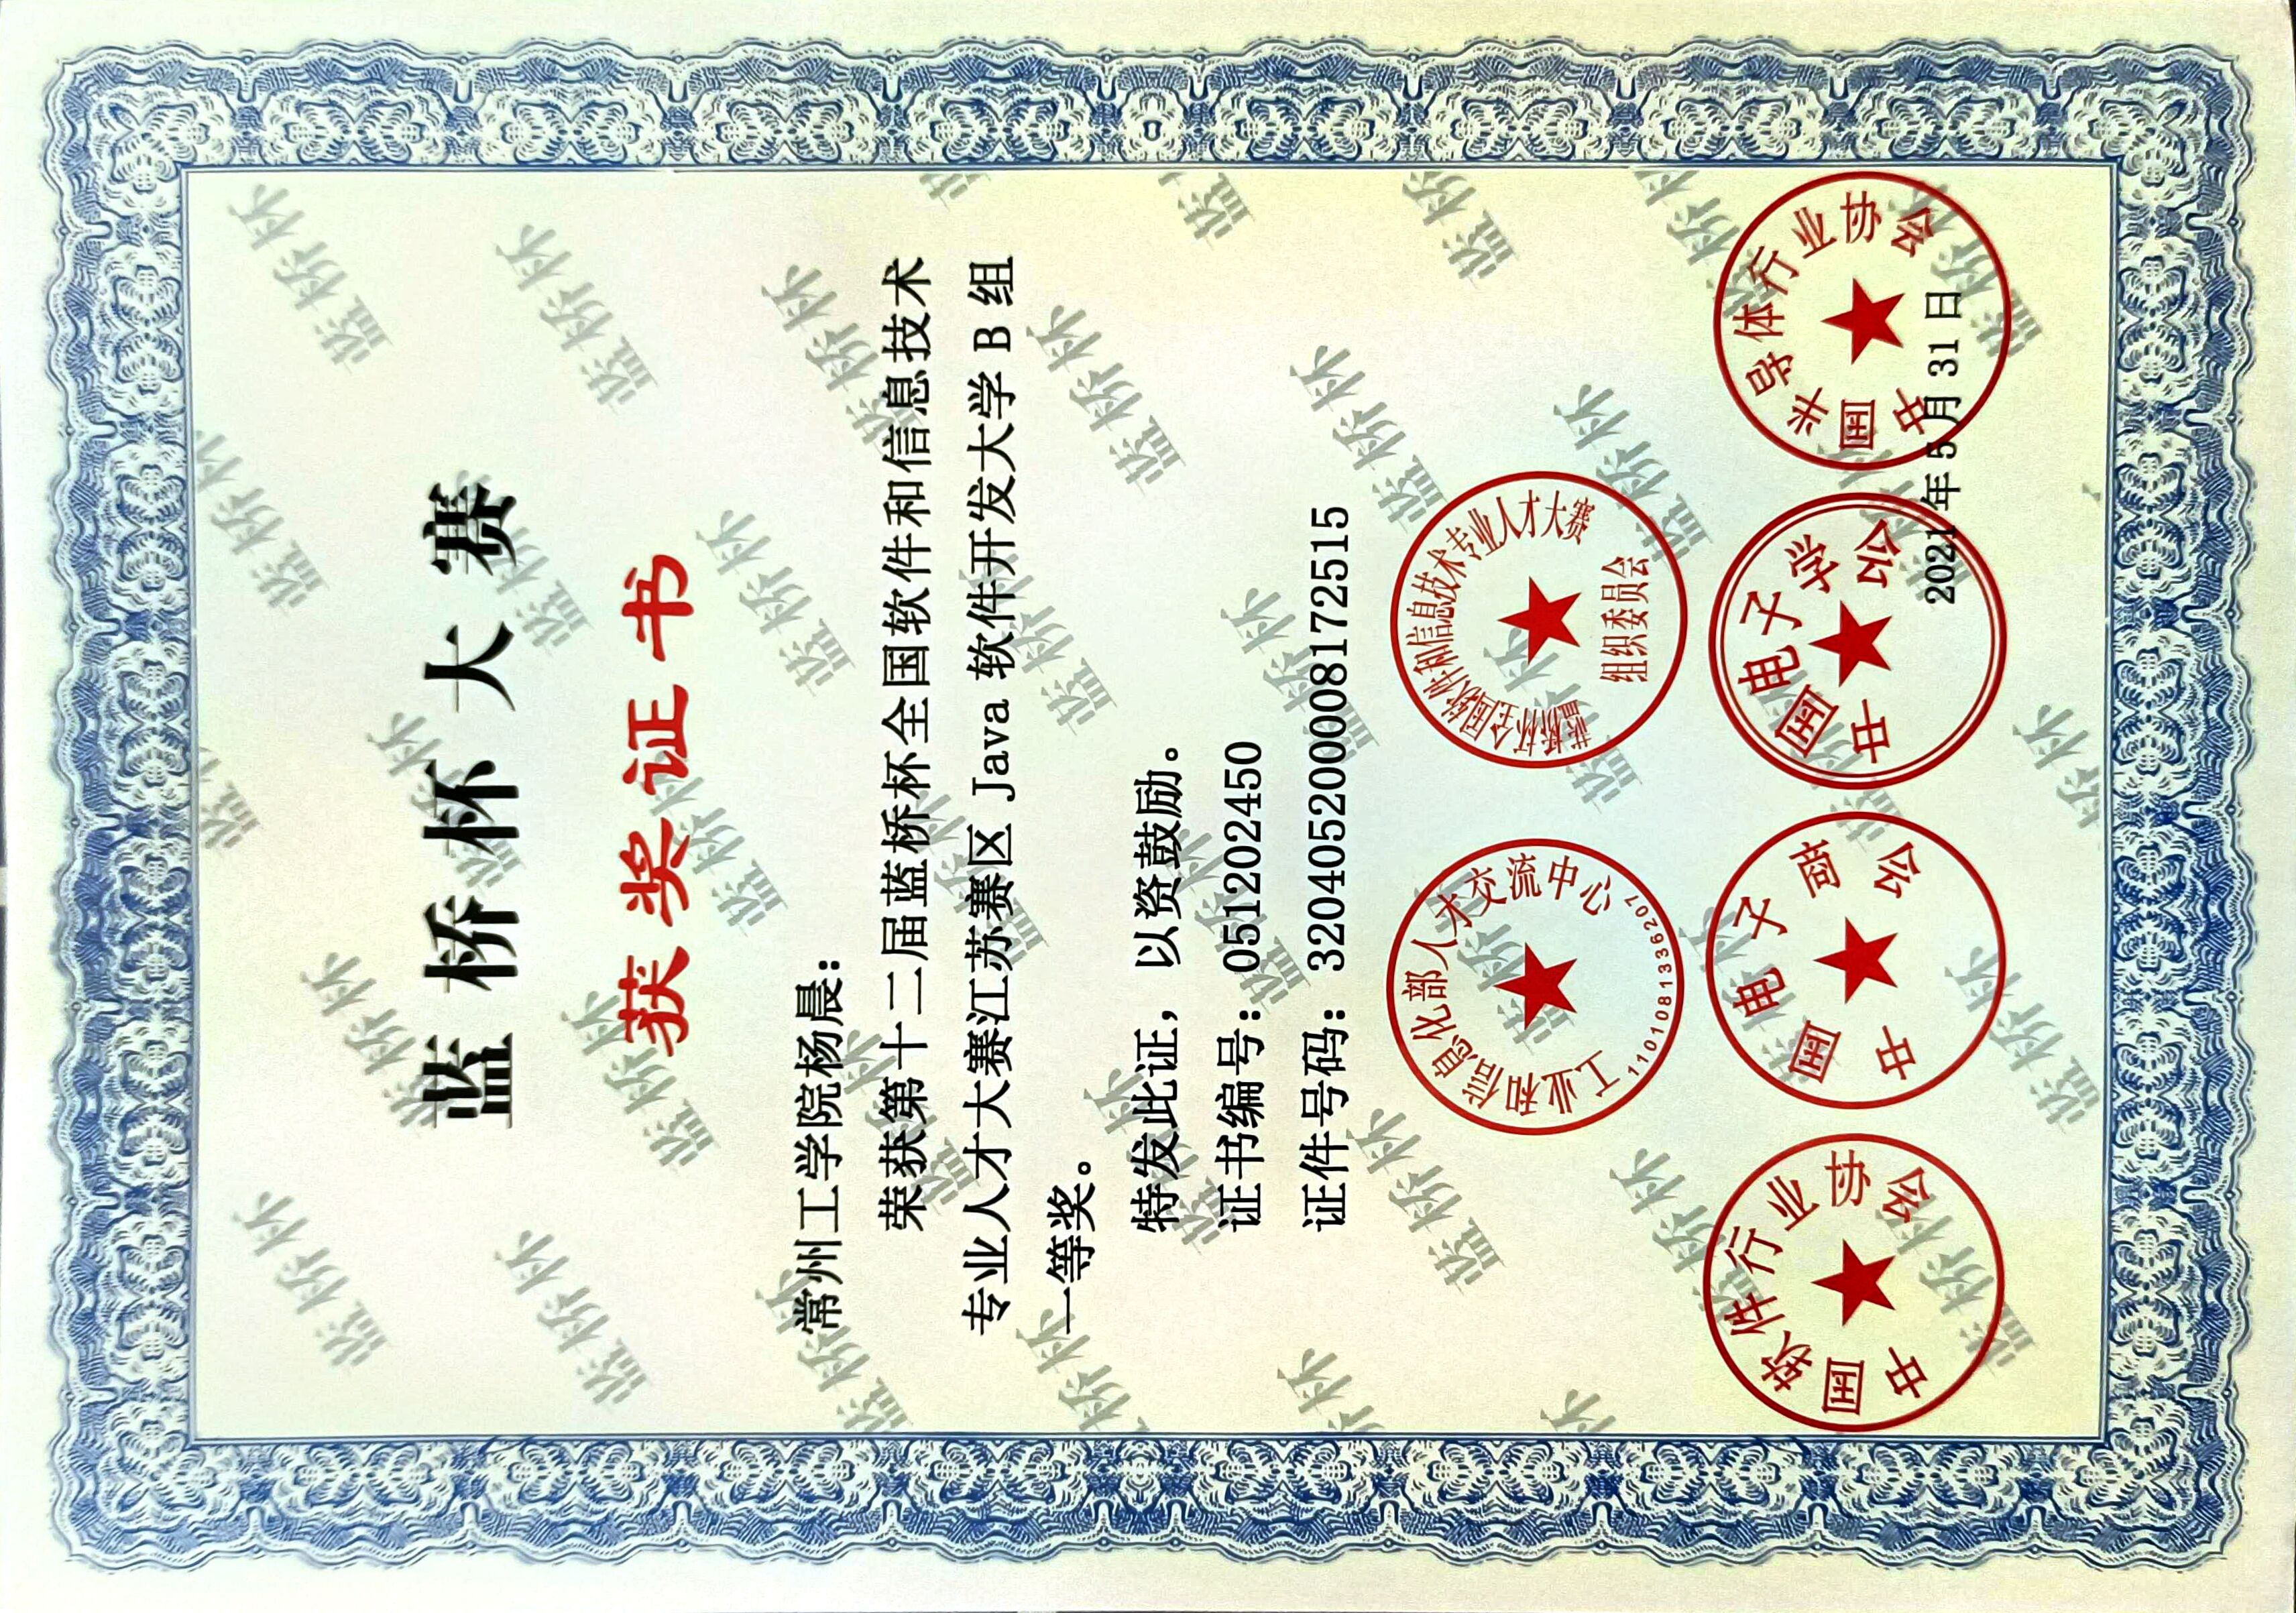 蓝桥杯大赛
获奖证书
常州工学院杨晨：
荣获第十二届蓝桥杯全国软件和信息技术
专业人才大赛江苏赛区 Java 软件开发大学 B 组
一等奖。
特发此证，以资鼓励。
证书编号：051202450
证件号码：320405200008172515
工业和信息化部人才交流中心
1101081336207
蓝桥杯全国软件和信息技术专业人才大赛
组织委员会
中国软件行业协会
中国电子商会
中国电子学会
中国半导体行业协会
2021 年 5 月 31 日
蓝桥杯